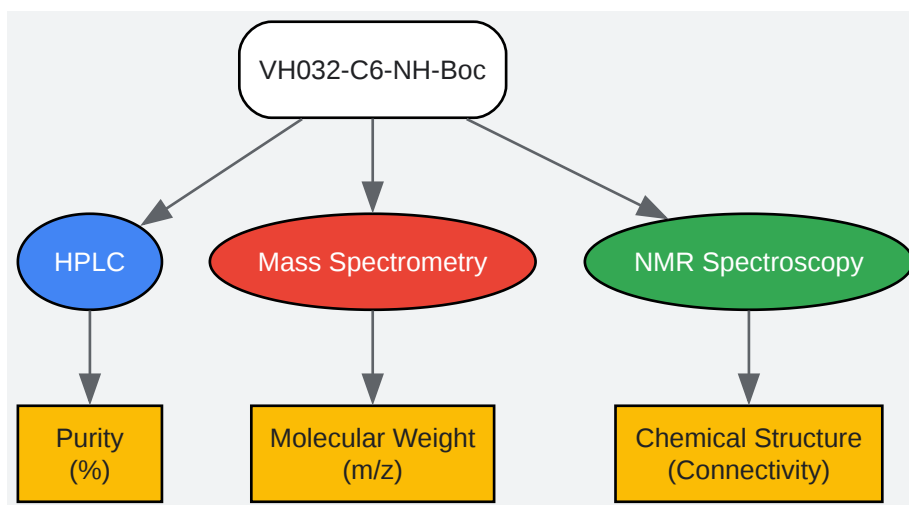 VH032-C6-NH-Boc
HPLC
Mass Spectrometry
NMR Spectroscopy
Purity
(%)
Molecular Weight
(m/z)
Chemical Structure
(Connectivity)